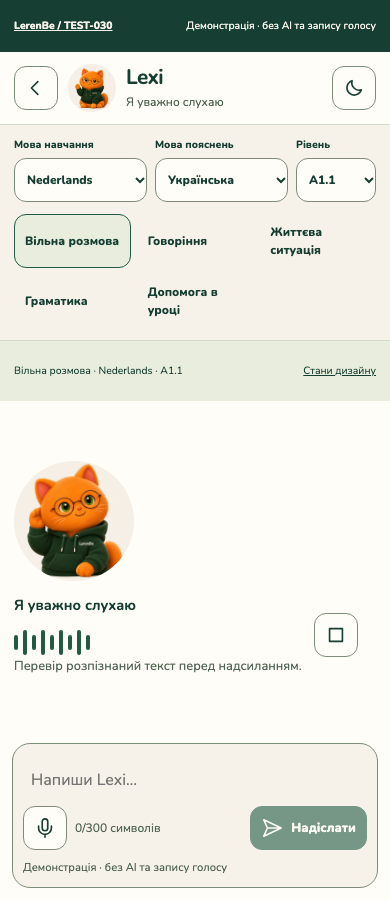 LerenBe / TEST-030
Демонстрація · без AI та запису голосу
Lexi
Я уважно слухаю
Мова навчання
Мова пояснень
Рівень
Nederlands
Українська
A1.1
Вільна розмова
Говоріння
Життєва
ситуація
Граматика
Допомога в
уроці
Вільна розмова · Nederlands · A1.1
Стани дизайну
LerenBe
Я уважно слухаю
Перевір розпізнаний текст перед надсиланням.
Напиши Lexi...
0/300 символів
Надіслати
Демонстрація · без AI та запису голосу